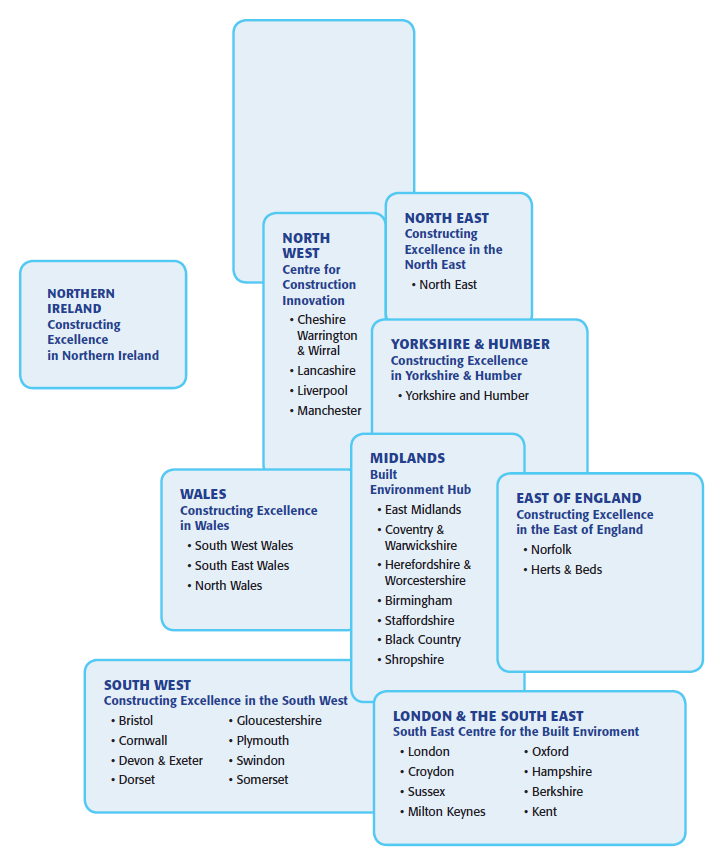 NORTH EAST
Constructing
Excellence in the
North East
• North East
NORTH
WEST
Centre for
Construction
Innovation
• Cheshire
Warrington
& Wirral
• Lancashire
• Liverpool
• Manchester
NORTHERN
IRELAND
Constructing
Excellence
in Northern Ireland
YORKSHIRE & HUMBER
Constructing Excellence
in Yorkshire & Humber
• Yorkshire and Humber
MIDLANDS
Built
Environment Hub
• East Midlands
• Coventry &
Warwickshire
• Herefordshire &
Worcestershire
• Birmingham
• Staffordshire
• Black Country
• Shropshire
WALES
Constructing Excellence
in Wales
• South West Wales
• South East Wales
• North Wales
EAST OF ENGLAND
Constructing Excellence
in the East of England
• Norfolk
• Herts & Beds
SOUTH WEST
Constructing Excellence in the South West
• Bristol
• Cornwall
• Devon & Exeter
• Dorset
• Gloucestershire
• Plymouth
• Swindon
• Somerset
LONDON & THE SOUTH EAST
South East Centre for the Built Enviroment
• London
• Croydon
• Sussex
• Milton Keynes
• Oxford
• Hampshire
• Berkshire
• Kent